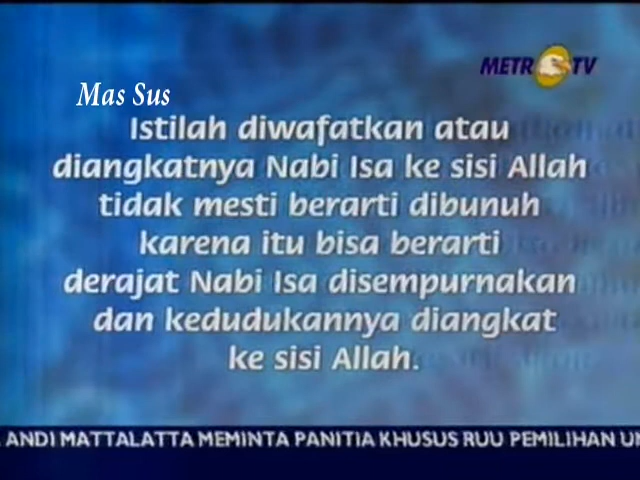 METRO TV
Mas Sus
Istilah diwafatkan atau
diangkatnya Nabi Isa ke sisi Allah
tidak mesti berarti dibunuh
karena itu bisa berarti
derajat Nabi Isa disempurnakan
dan kedudukannya diangkat
ke sisi Allah.
ANDI MATTALATTA MEMINTA PANITIA KHUSUS RUU PEMILIHAN